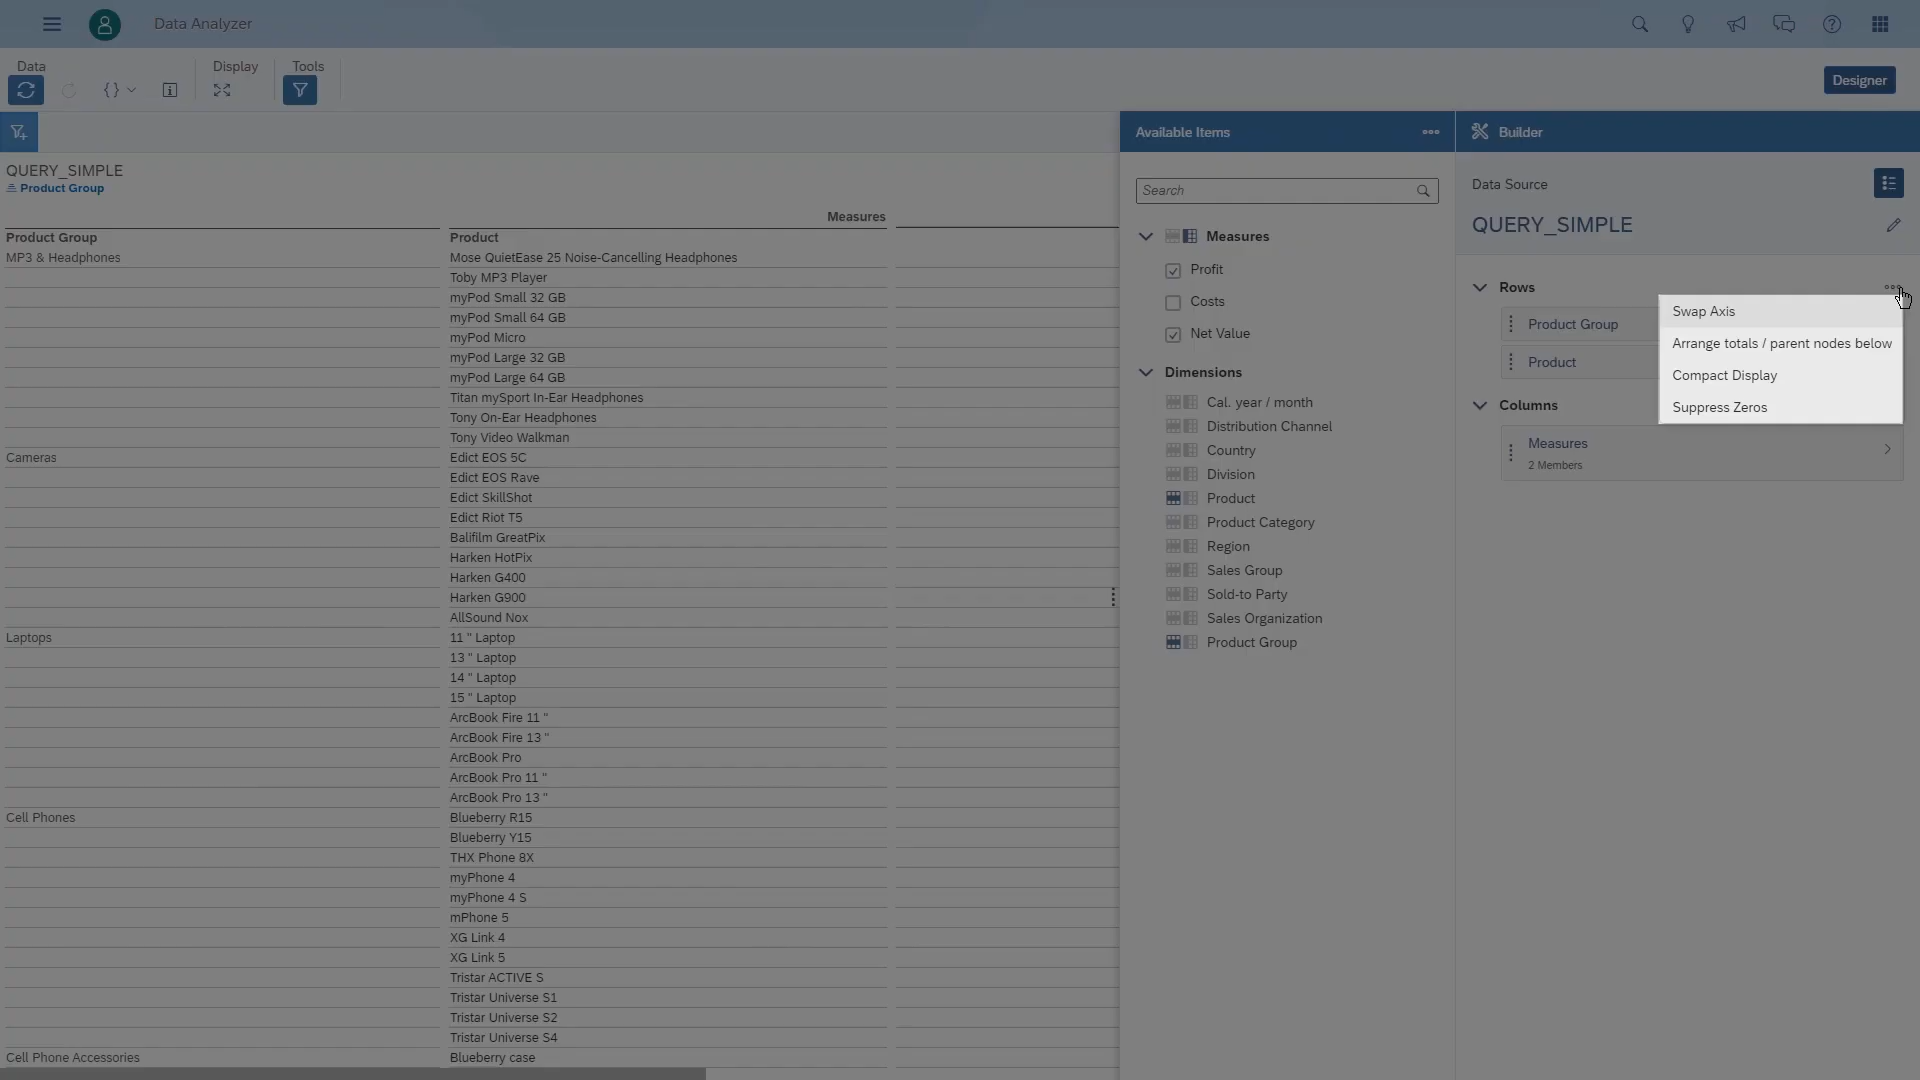 Data Analyzer
Data
Display
Tools
Designer
QUERY_SIMPLE
Product Group
Measures
Product Group
Product
MP3 & Headphones
Mose QuietEase 25 Noise-Cancelling Headphones
Toby MP3 Player
myPod Small 32 GB
myPod Small 64 GB
myPod Micro
myPod Large 32 GB
myPod Large 64 GB
Titan mySport In-Ear Headphones
Tony On-Ear Headphones
Tony Video Walkman
Cameras
Edict EOS 5C
Edict EOS Rave
Edict SkillShot
Edict Riot T5
Balifilm GreatPix
Harken HotPix
Harken G400
Harken G900
AllSound Nox
Laptops
11 " Laptop
13 " Laptop
14 " Laptop
15 " Laptop
ArcBook Fire 11 "
ArcBook Fire 13 "
ArcBook Pro
ArcBook Pro 11 "
ArcBook Pro 13 "
Cell Phones
Blueberry R15
Blueberry Y15
THX Phone 8X
myPhone 4
myPhone 4 S
mPhone 5
XG Link 4
XG Link 5
Tristar ACTIVE S
Tristar Universe S1
Tristar Universe S2
Tristar Universe S4
Cell Phone Accessories
Blueberry case
Available Items
Search
Measures
Profit
Costs
Net Value
Dimensions
Cal. year / month
Distribution Channel
Country
Division
Product
Product Category
Region
Sales Group
Sold-to Party
Sales Organization
Product Group
Builder
Data Source
QUERY_SIMPLE
Rows
Product Group
Product
Columns
Measures
2 Members
Swap Axis
Arrange totals / parent nodes below
Compact Display
Suppress Zeros